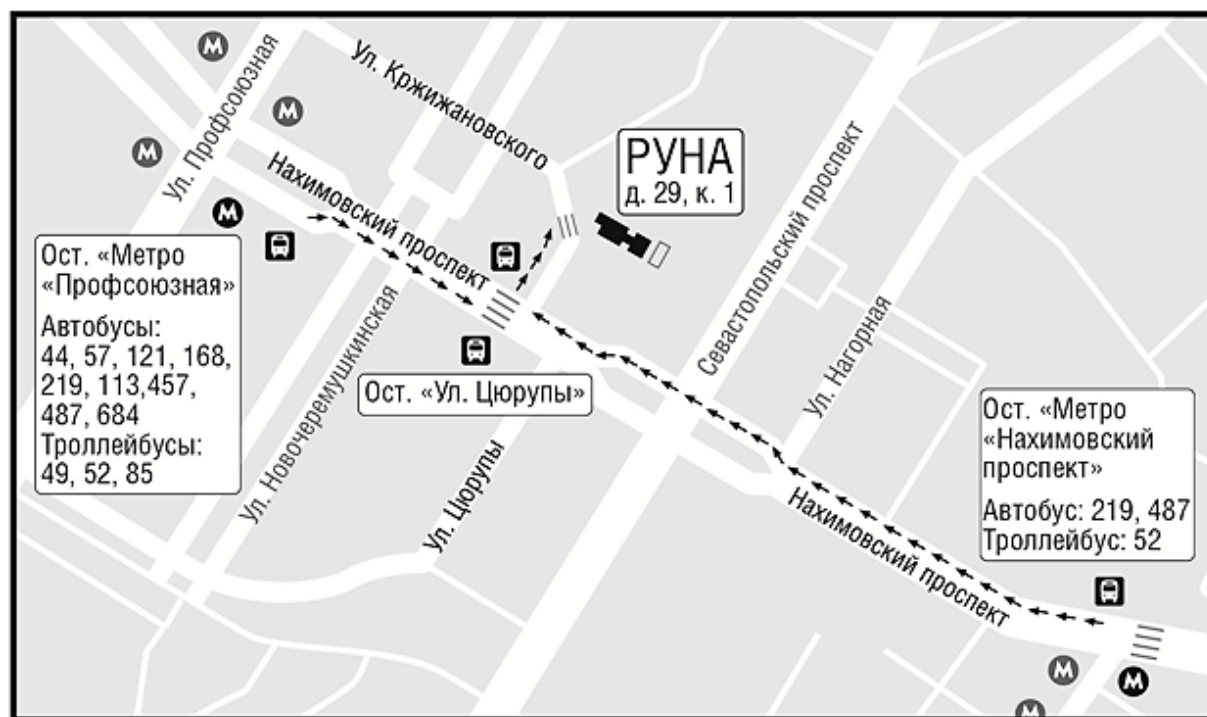 М
Ул. Профсоюзная
Ул. Кржижановского
М
М
М
Нахимовский проспект
РУНА
д. 29, к. 1
Севастопольский проспект
Ост. «Метро
«Профсоюзная»
Автобусы:
44, 57, 121, 168,
219, 113,457,
487, 684
Троллейбусы:
49, 52, 85
Ул. Новочеремушкинская
Ост. «Ул. Цюрупы»
Ул. Цюрупы
Ул. Нагорная
Нахимовский проспект
Ост. «Метро
«Нахимовский
проспект»
Автобус: 219, 487
Троллейбус: 52
М
М
М